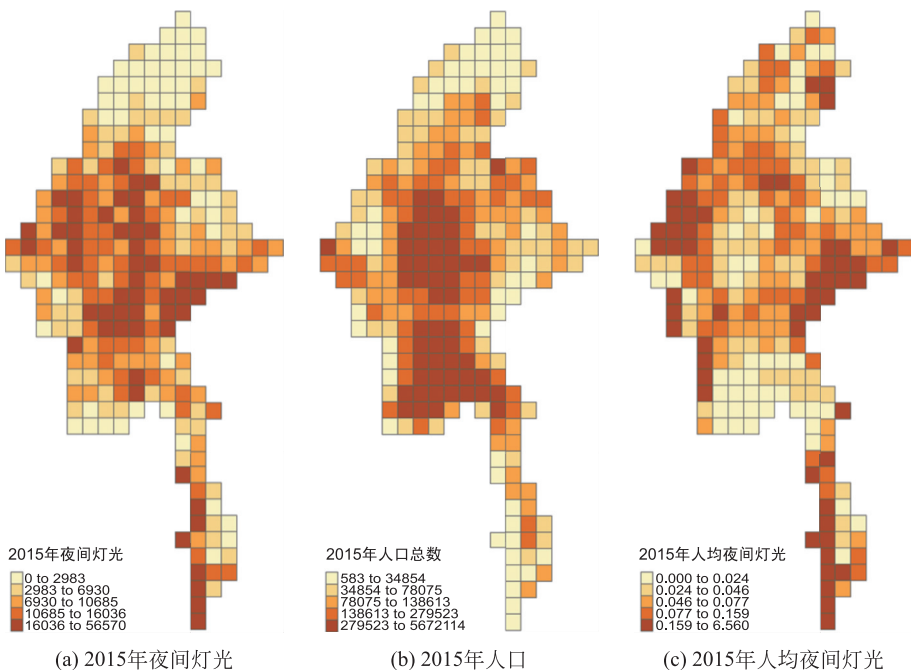 2015年夜间灯光
0 to 2983
2983 to 6930
6930 to 10685
10685 to 16036
16036 to 56570
(a) 2015年夜间灯光
2015年人口总数
583 to 34854
34854 to 78075
78075 to 138613
138613 to 279523
279523 to 5672114
(b) 2015年人口
2015年人均夜间灯光
0.000 to 0.024
0.024 to 0.046
0.046 to 0.077
0.077 to 0.159
0.159 to 6.560
(c) 2015年人均夜间灯光